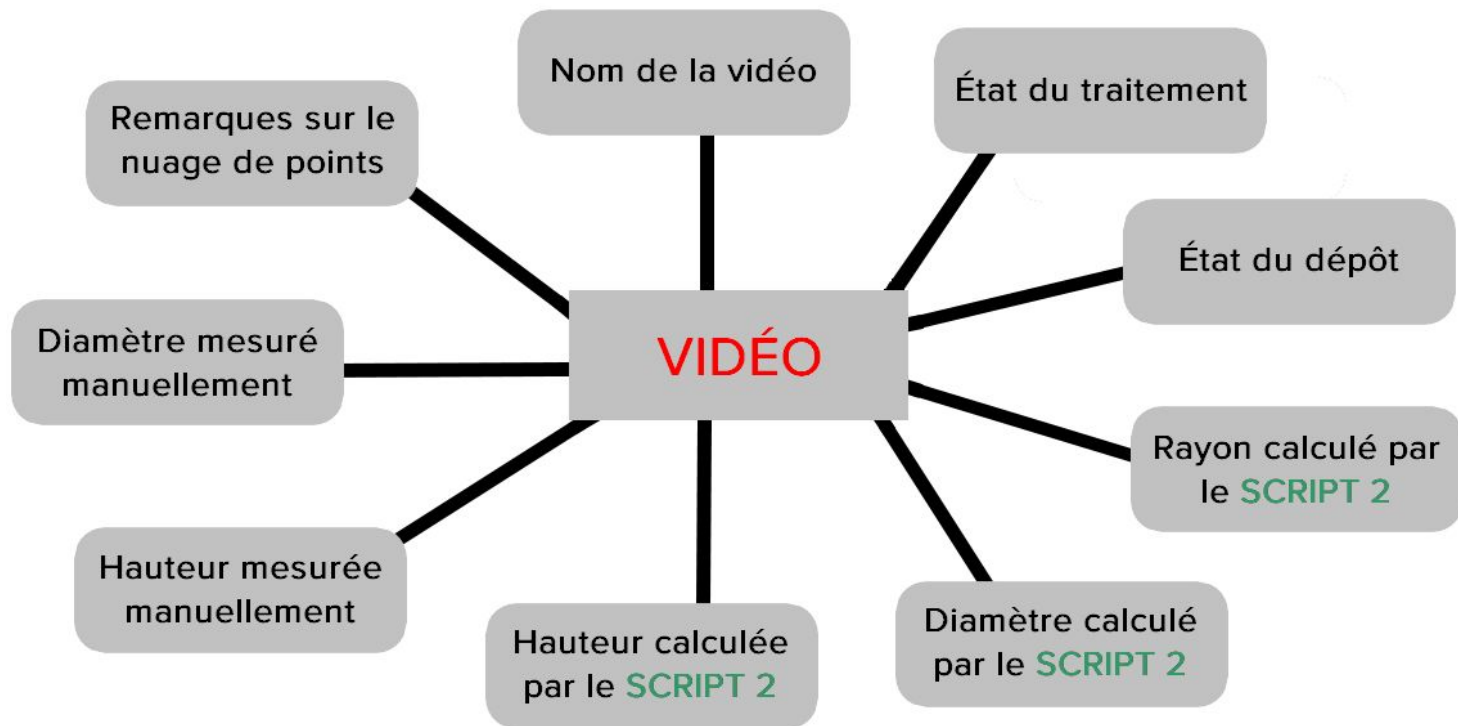 Nom de la vidéo
État du traitement
Remarques sur le
nuage de points
État du dépôt
VIDÉO
Diamètre mesuré
manuellement
Rayon calculé par
le SCRIPT 2
Hauteur mesurée
manuellement
Hauteur calculée
par le SCRIPT 2
Diamètre calculé
par le SCRIPT 2